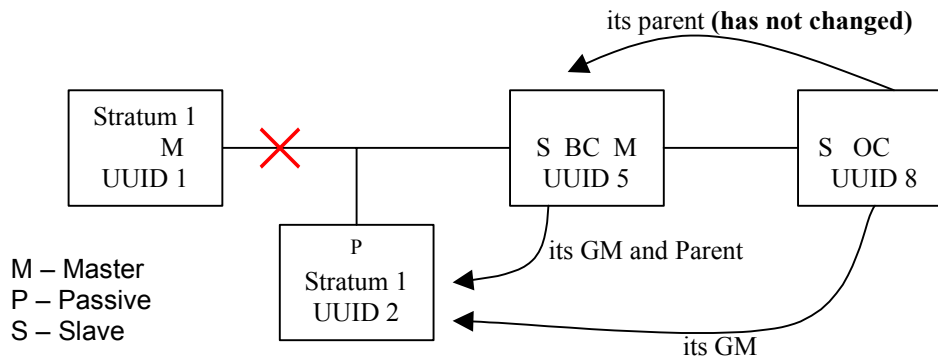 its parent (has not changed)
Stratum 1
M
UUID 1
S BC M
UUID 5
S OC
UUID 8
P
Stratum 1
UUID 2
its GM and Parent
its GM
M – Master
P – Passive
S – Slave